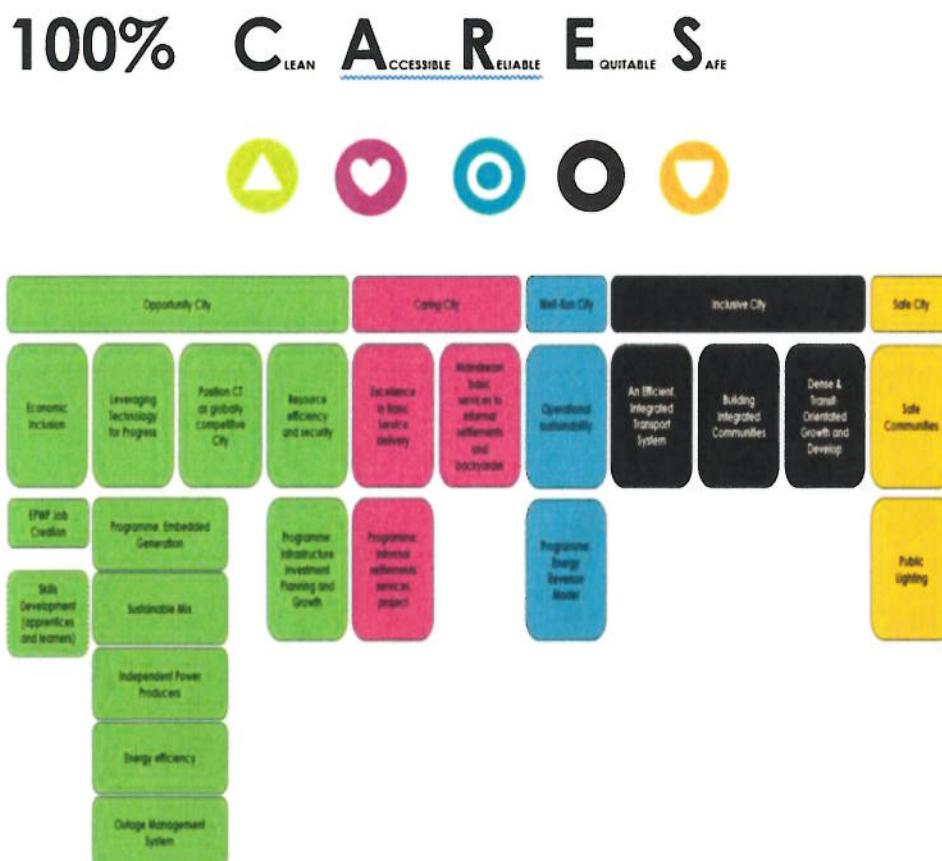 100% CLEAN ACCESSIBLE RELIABLE EQUITABLE SAFE
Opportunity City
Caring City
Well-Run City
Inclusive City
Safe City
Economic
Inclusion
Leveraging
Technology
for Progress
Position CT
as globally
competitive
City
Resource
efficiency
and security
Excellence
in Basic
Service
delivery
Mainstream
basic
services to
informal
settlements
and
backyarder
Operational
sustainability
An Efficient,
Integrated
Transport
System
Building
Integrated
Communities
Dense &
Transit-
Orientated
Growth and
Develop
Safe
Communities
EPWP Job
Creation
Programme: Embedded
Generation
Programme:
Infrastructure
Investment
Planning and
Growth
Programme:
Informal
settlements
services
project
Programme:
Energy
Revenue
Model
Public
Lighting
Skills
Development
(apprentices
and learners)
Sustainable Mix
Independent Power
Producers
Energy efficiency
Outage Management
System